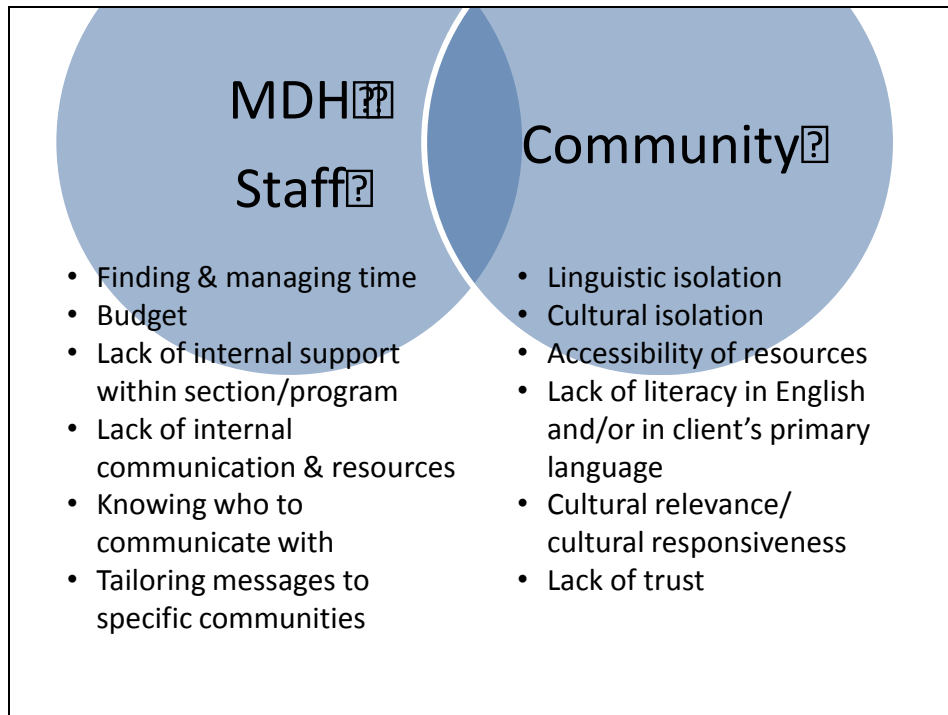 MDH
Staff
Community
• Finding & managing time
• Budget
• Lack of internal support
within section/program
• Lack of internal
communication & resources
• Knowing who to
communicate with
• Tailoring messages to
specific communities
• Linguistic isolation
• Cultural isolation
• Accessibility of resources
• Lack of literacy in English
and/or in client’s primary
language
• Cultural relevance/
cultural responsiveness
• Lack of trust